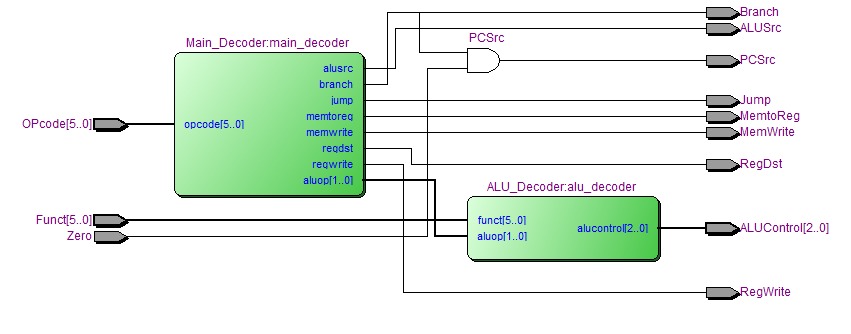 Branch
ALUSrc
PCSrc
PCSrc
Main_Decoder:main_decoder
alusrc
branch
jump
Jump
memtoreg
MemtoReg
OPcode[5..0]
opcode[5..0]
memwrite
MemWrite
regdst
regwrite
RegDst
aluop[1..0]
ALU_Decoder:alu_decoder
Funct[5..0]
funct[5..0]
Zero
aluop[1..0]
alucontrol[2..0]
ALUControl[2..0]
RegWrite